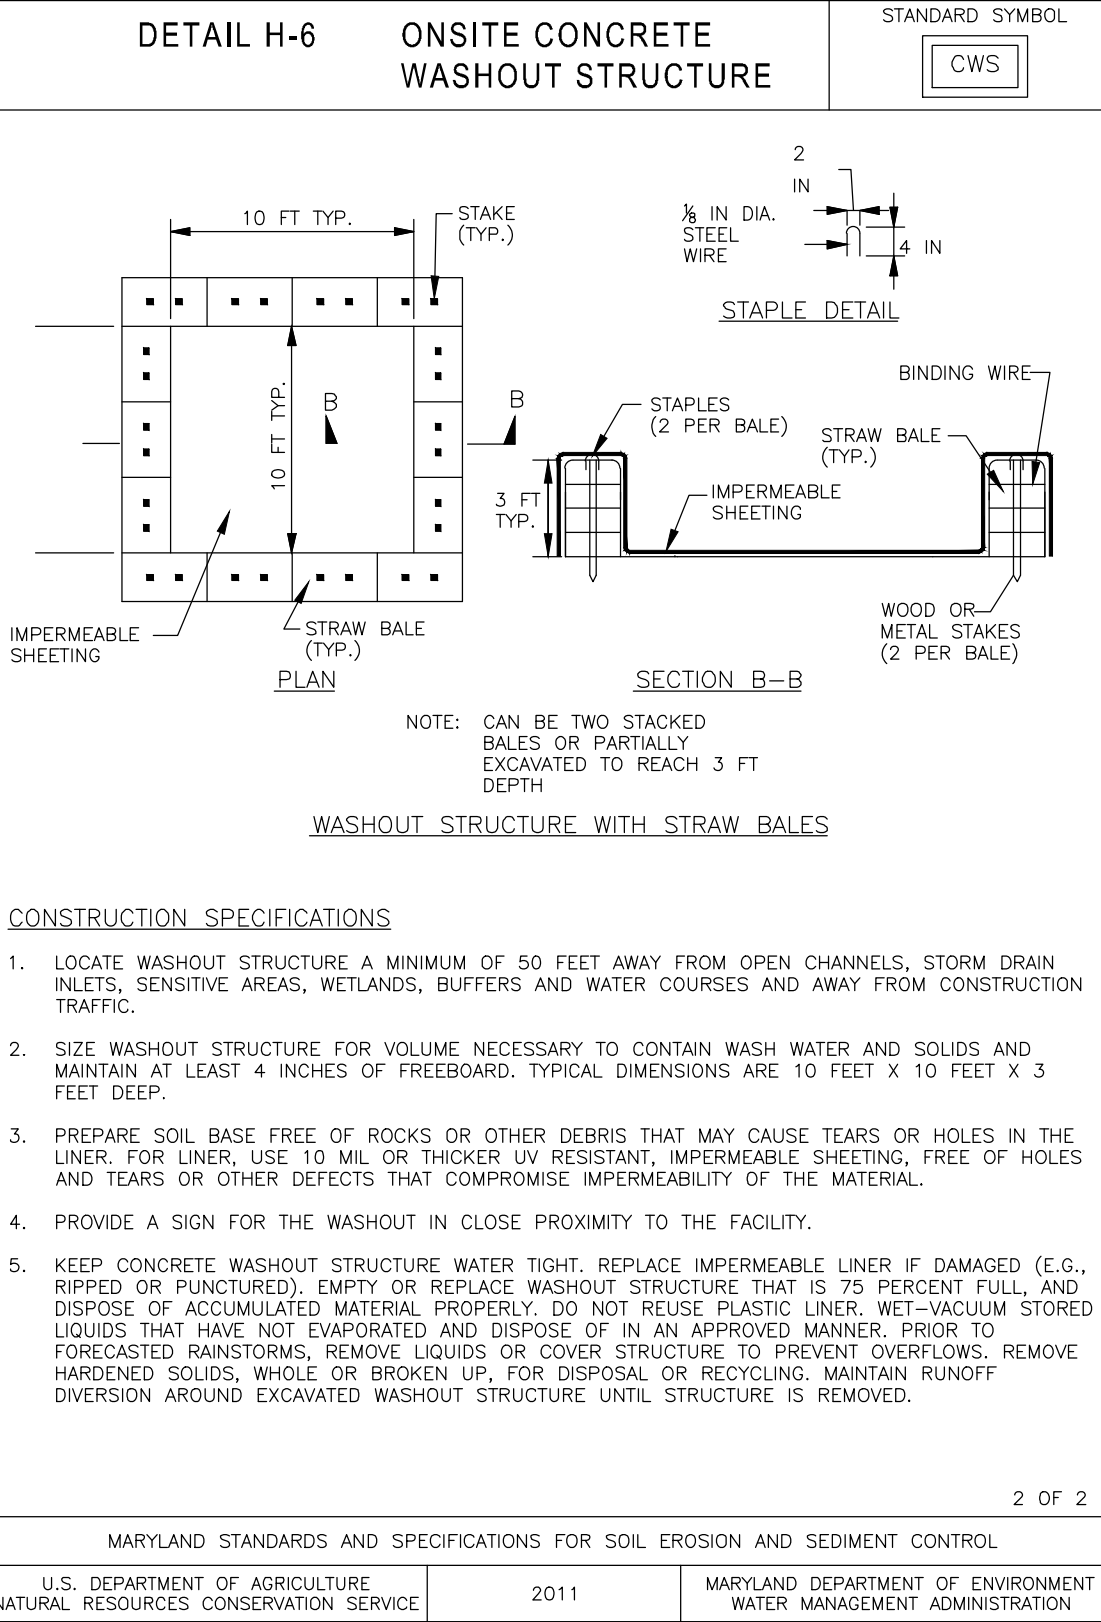 DETAIL H-6
ONSITE CONCRETE
WASHOUT STRUCTURE
STANDARD SYMBOL
CWS
10 FT TYP.
STAKE
(TYP.)
10 FT TYP.
B
B
IMPERMEABLE
SHEETING
STRAW BALE
(TYP.)
PLAN
2
IN
⅛ IN DIA.
STEEL
WIRE
4 IN
STAPLE DETAIL
BINDING WIRE
STAPLES
(2 PER BALE)
STRAW BALE
(TYP.)
3 FT
TYP.
IMPERMEABLE
SHEETING
WOOD OR
METAL STAKES
(2 PER BALE)
SECTION B-B
NOTE: CAN BE TWO STACKED
BALES OR PARTIALLY
EXCAVATED TO REACH 3 FT
DEPTH
WASHOUT STRUCTURE WITH STRAW BALES
CONSTRUCTION SPECIFICATIONS
1. LOCATE WASHOUT STRUCTURE A MINIMUM OF 50 FEET AWAY FROM OPEN CHANNELS, STORM DRAIN
INLETS, SENSITIVE AREAS, WETLANDS, BUFFERS AND WATER COURSES AND AWAY FROM CONSTRUCTION
TRAFFIC.
2. SIZE WASHOUT STRUCTURE FOR VOLUME NECESSARY TO CONTAIN WASH WATER AND SOLIDS AND
MAINTAIN AT LEAST 4 INCHES OF FREEBOARD. TYPICAL DIMENSIONS ARE 10 FEET X 10 FEET X 3
FEET DEEP.
3. PREPARE SOIL BASE FREE OF ROCKS OR OTHER DEBRIS THAT MAY CAUSE TEARS OR HOLES IN THE
LINER. FOR LINER, USE 10 MIL OR THICKER UV RESISTANT, IMPERMEABLE SHEETING, FREE OF HOLES
AND TEARS OR OTHER DEFECTS THAT COMPROMISE IMPERMEABILITY OF THE MATERIAL.
4. PROVIDE A SIGN FOR THE WASHOUT IN CLOSE PROXIMITY TO THE FACILITY.
5. KEEP CONCRETE WASHOUT STRUCTURE WATER TIGHT. REPLACE IMPERMEABLE LINER IF DAMAGED (E.G.,
RIPPED OR PUNCTURED). EMPTY OR REPLACE WASHOUT STRUCTURE THAT IS 75 PERCENT FULL, AND
DISPOSE OF ACCUMULATED MATERIAL PROPERLY. DO NOT REUSE PLASTIC LINER. WET-VACUUM STORED
LIQUIDS THAT HAVE NOT EVAPORATED AND DISPOSE OF IN AN APPROVED MANNER. PRIOR TO
FORECASTED RAINSTORMS, REMOVE LIQUIDS OR COVER STRUCTURE TO PREVENT OVERFLOWS. REMOVE
HARDENED SOLIDS, WHOLE OR BROKEN UP, FOR DISPOSAL OR RECYCLING. MAINTAIN RUNOFF
DIVERSION AROUND EXCAVATED WASHOUT STRUCTURE UNTIL STRUCTURE IS REMOVED.
2 OF 2
MARYLAND STANDARDS AND SPECIFICATIONS FOR SOIL EROSION AND SEDIMENT CONTROL
U.S. DEPARTMENT OF AGRICULTURE
NATURAL RESOURCES CONSERVATION SERVICE
2011
MARYLAND DEPARTMENT OF ENVIRONMENT
WATER MANAGEMENT ADMINISTRATION